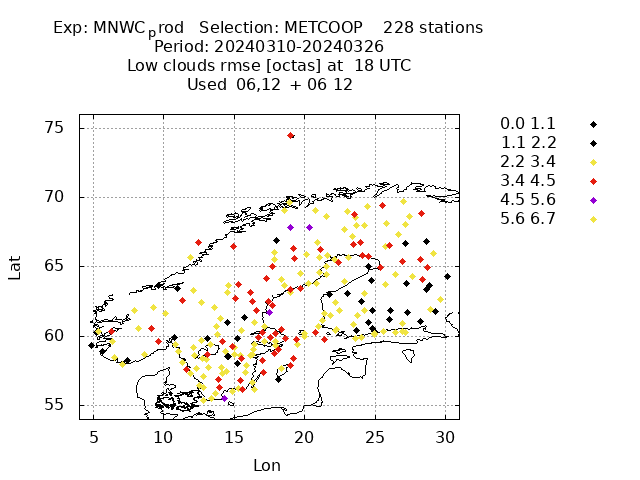 Exp: MNWC_prod   Selection: METCOOP    228 stations
Period: 20240310-20240326
Low clouds rmse [octas] at  18 UTC
Used  06,12  + 06 12
0.0 1.1
1.1 2.2
2.2 3.4
3.4 4.5
4.5 5.6
5.6 6.7
75
70
65
60
55
Lat
5 10 15 20 25 30
Lon